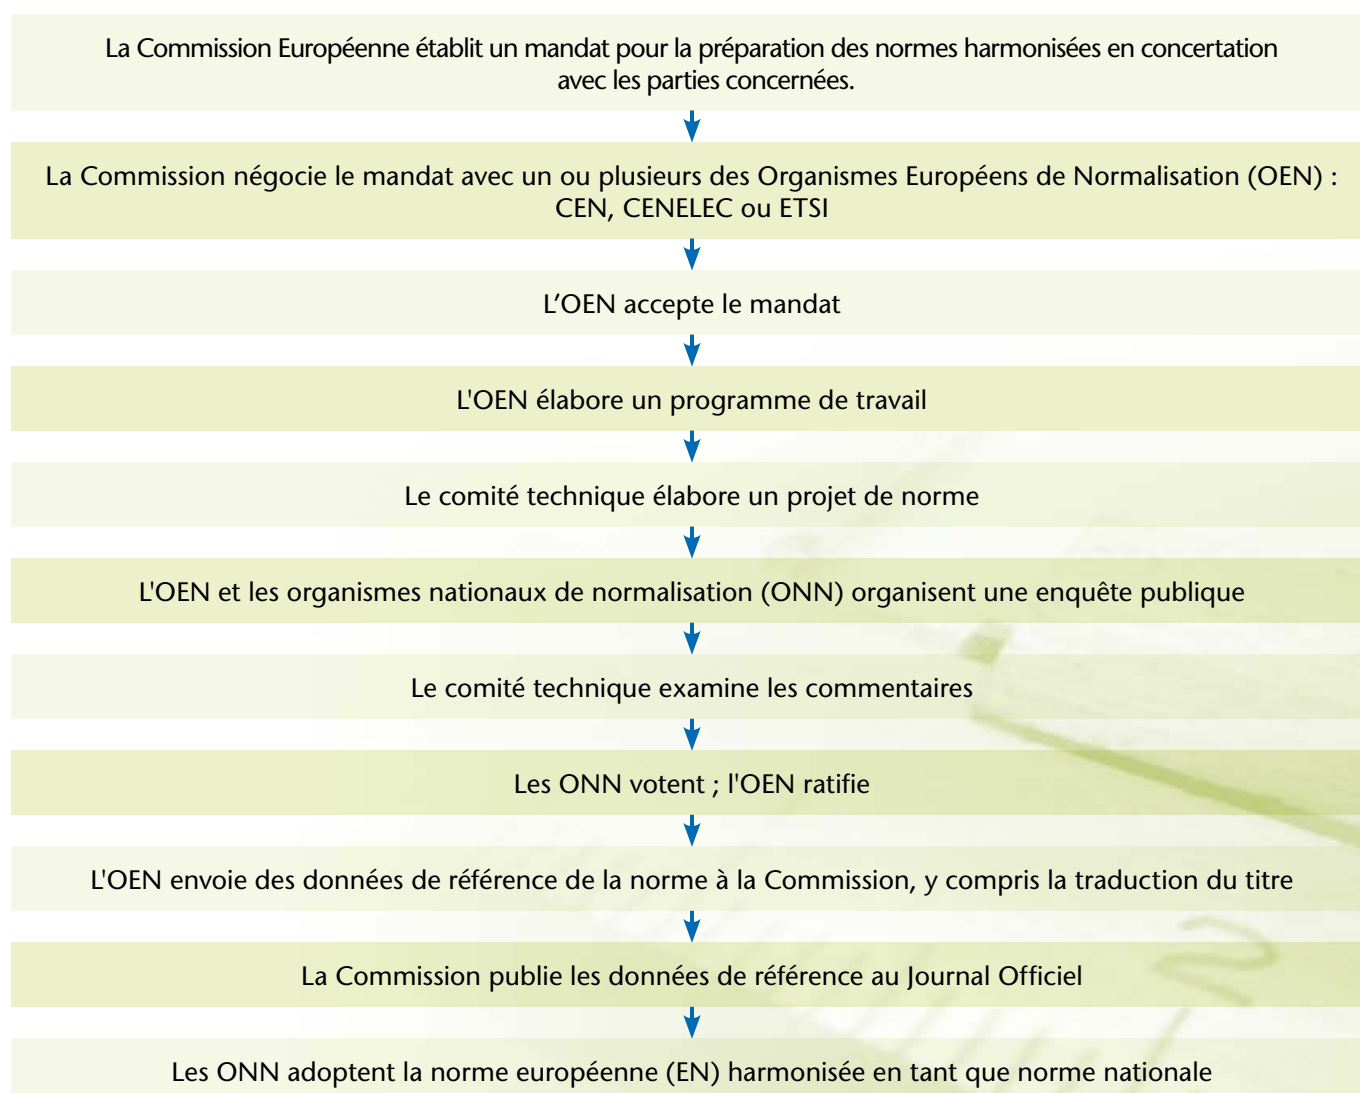 La Commission Européenne établit un mandat pour la préparation des normes harmonisées en concertation
avec les parties concernées.
La Commission négocie le mandat avec un ou plusieurs des Organismes Européens de Normalisation (OEN) :
CEN, CENELEC ou ETSI
L’OEN accepte le mandat
L'OEN élabore un programme de travail
Le comité technique élabore un projet de norme
L'OEN et les organismes nationaux de normalisation (ONN) organisent une enquête publique
Le comité technique examine les commentaires
Les ONN votent ; l'OEN ratifie
L'OEN envoie des données de référence de la norme à la Commission, y compris la traduction du titre
La Commission publie les données de référence au Journal Officiel
Les ONN adoptent la norme européenne (EN) harmonisée en tant que norme nationale
2